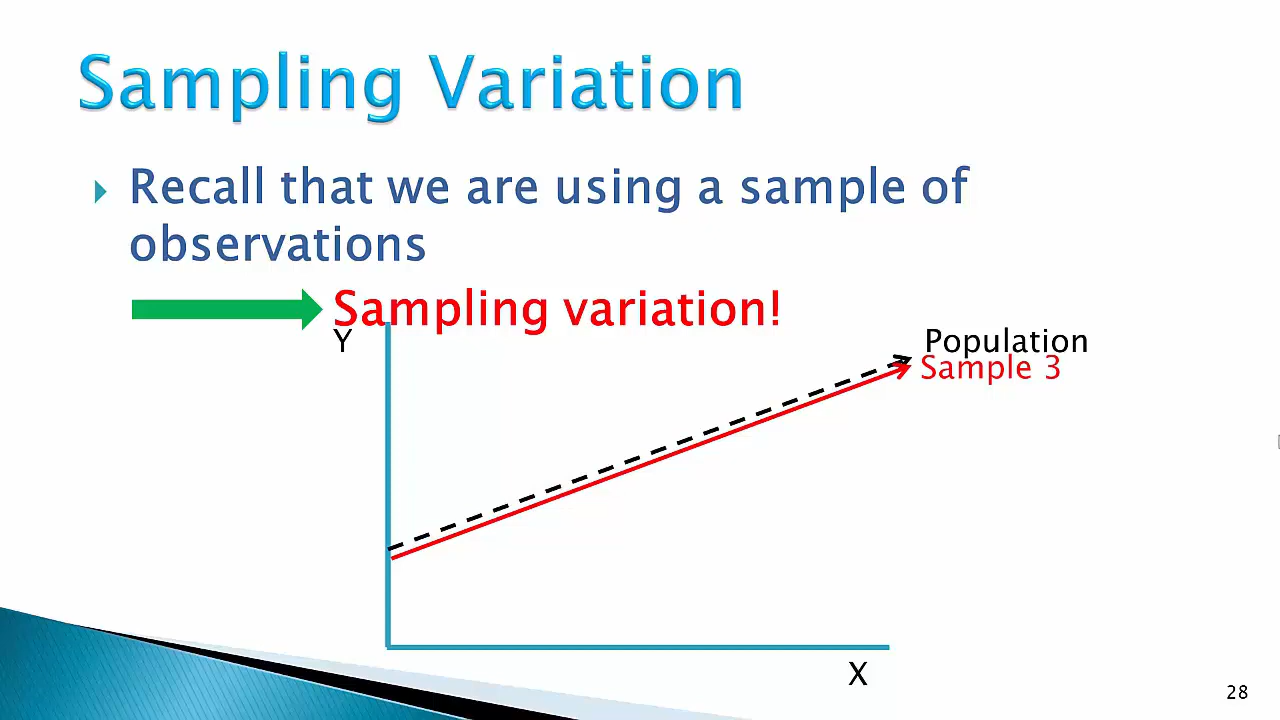 Sampling Variation
Recall that we are using a sample of
observations
Sampling variation!
Y
Population
Sample 3
X
28